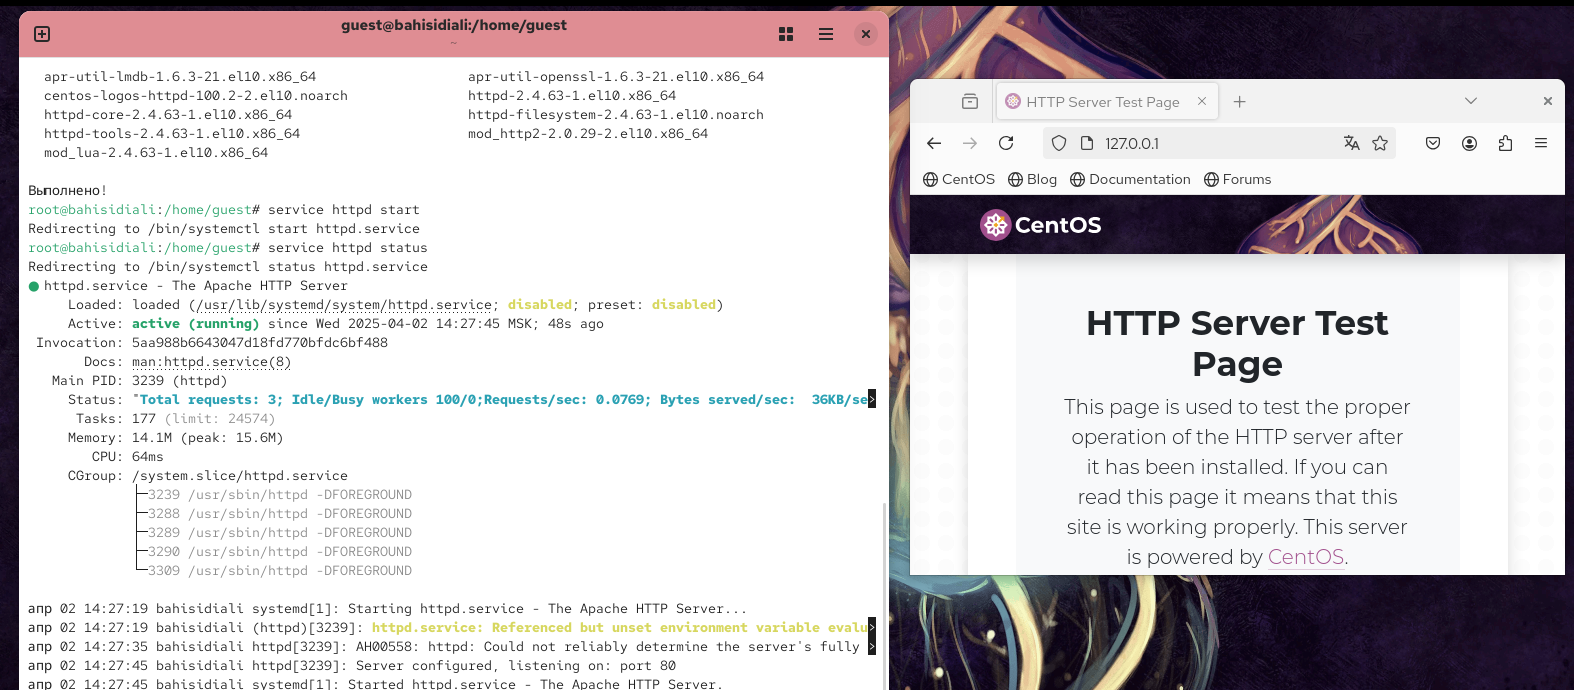 guest@bahisidiali:/home/guest
~
apr-util-lmdb-1.6.3-21.el10.x86_64 apr-util-openssl-1.6.3-21.el10.x86_64
centos-logos-httpd-100.2-2.el10.noarch httpd-2.4.63-1.el10.x86_64
httpd-core-2.4.63-1.el10.x86_64 httpd-filesystem-2.4.63-1.el10.noarch
httpd-tools-2.4.63-1.el10.x86_64 mod_http2-2.0.29-2.el10.x86_64
mod_lua-2.4.63-1.el10.x86_64
Выполнено!
root@bahisidiali:/home/guest# service httpd start
Redirecting to /bin/systemctl start httpd.service
root@bahisidiali:/home/guest# service httpd status
Redirecting to /bin/systemctl status httpd.service
● httpd.service - The Apache HTTP Server
Loaded: loaded (/usr/lib/systemd/system/httpd.service; disabled; preset: disabled)
Active: active (running) since Wed 2025-04-02 14:27:45 MSK; 48s ago
Invocation: 5aa988b6643047d18fd770bfdc6bf488
Docs: man:httpd.service(8)
Main PID: 3239 (httpd)
Status: "Total requests: 3; Idle/Busy workers 100/0;Requests/sec: 0.0769; Bytes served/sec:  36KB/se>
Tasks: 177 (limit: 24574)
Memory: 14.1M (peak: 15.6M)
CPU: 64ms
CGroup: /system.slice/httpd.service
├─3239 /usr/sbin/httpd -DFOREGROUND
├─3288 /usr/sbin/httpd -DFOREGROUND
├─3289 /usr/sbin/httpd -DFOREGROUND
├─3290 /usr/sbin/httpd -DFOREGROUND
└─3309 /usr/sbin/httpd -DFOREGROUND
апр 02 14:27:19 bahisidiali systemd[1]: Starting httpd.service - The Apache HTTP Server...
апр 02 14:27:19 bahisidiali (httpd)[3239]: httpd.service: Referenced but unset environment variable evalu>
апр 02 14:27:35 bahisidiali httpd[3239]: AH00558: httpd: Could not reliably determine the server's fully >
апр 02 14:27:45 bahisidiali httpd[3239]: Server configured, listening on: port 80
апр 02 14:27:45 bahisidiali systemd[1]: Started httpd.service - The Apache HTTP Server.
HTTP Server Test Page
127.0.0.1
CentOS Blog Documentation Forums
CentOS
HTTP Server Test
Page
This page is used to test the proper
operation of the HTTP server after
it has been installed. If you can
read this page it means that this
site is working properly. This server
is powered by CentOS.